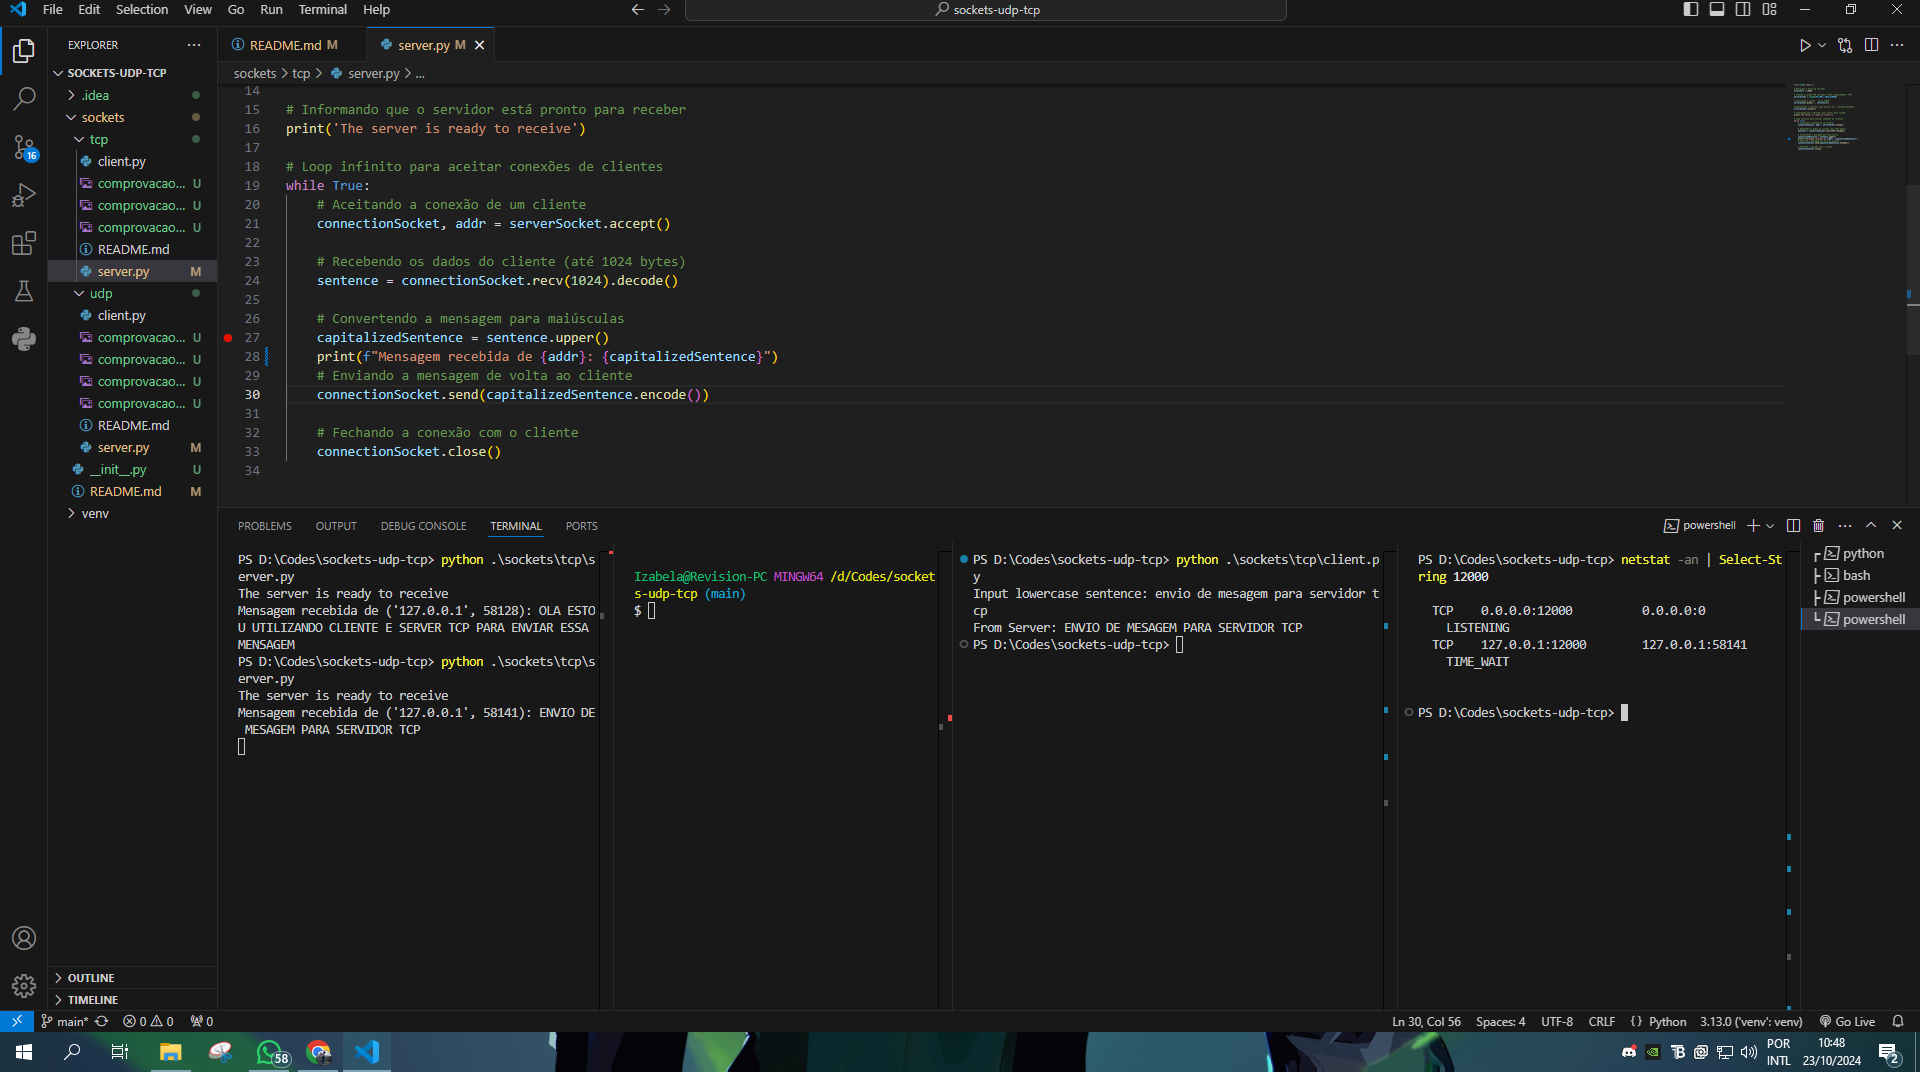 File Edit Selection View Go Run Terminal Help
sockets-udp-tcp
EXPLORER
SOCKETS-UDP-TCP
.idea
sockets
tcp
client.py
comprovacao... U
comprovacao... U
comprovacao... U
README.md
server.py M
udp
client.py
comprovacao... U
comprovacao... U
comprovacao... U
comprovacao... U
README.md
server.py M
__init__.py U
README.md M
venv
OUTLINE
TIMELINE
16
README.md M
server.py M
sockets > tcp > server.py > ...
14
15 # Informando que o servidor está pronto para receber
16 print('The server is ready to receive')
17
18 # Loop infinito para aceitar conexões de clientes
19 while True:
20 # Aceitando a conexão de um cliente
21 connectionSocket, addr = serverSocket.accept()
22
23 # Recebendo os dados do cliente (até 1024 bytes)
24 sentence = connectionSocket.recv(1024).decode()
25
26 # Convertendo a mensagem para maiúsculas
27 capitalizedSentence = sentence.upper()
28 print(f"Mensagem recebida de {addr}: {capitalizedSentence}")
29 # Enviando a mensagem de volta ao cliente
30 connectionSocket.send(capitalizedSentence.encode())
31
32 # Fechando a conexão com o cliente
33 connectionSocket.close()
34
PROBLEMS OUTPUT DEBUG CONSOLE TERMINAL PORTS
powershell
PS D:\Codes\sockets-udp-tcp> python .\sockets\tcp\s
erver.py
The server is ready to receive
Mensagem recebida de ('127.0.0.1', 58128): OLA ESTO
U UTILIZANDO CLIENTE E SERVER TCP PARA ENVIAR ESSA
MENSAGEM
PS D:\Codes\sockets-udp-tcp> python .\sockets\tcp\s
erver.py
The server is ready to receive
Mensagem recebida de ('127.0.0.1', 58141): ENVIO DE
MESAGEM PARA SERVIDOR TCP
Izabela@Revision-PC MINGW64 /d/Codes/socket
s-udp-tcp (main)
$
PS D:\Codes\sockets-udp-tcp> python .\sockets\tcp\client.p
y
Input lowercase sentence: envio de mesagem para servidor t
cp
From Server: ENVIO DE MESAGEM PARA SERVIDOR TCP
PS D:\Codes\sockets-udp-tcp>
PS D:\Codes\sockets-udp-tcp> netstat -an | Select-St
ring 12000
TCP 0.0.0.0:12000 0.0.0.0:0
LISTENING
TCP 127.0.0.1:12000 127.0.0.1:58141
TIME_WAIT
PS D:\Codes\sockets-udp-tcp>
python
bash
powershell
powershell
main* 0 0 0
Ln 30, Col 56 Spaces: 4 UTF-8 CRLF {} Python 3.13.0 ('venv': venv) Go Live
58
POR
INTL
10:48
23/10/2024
2